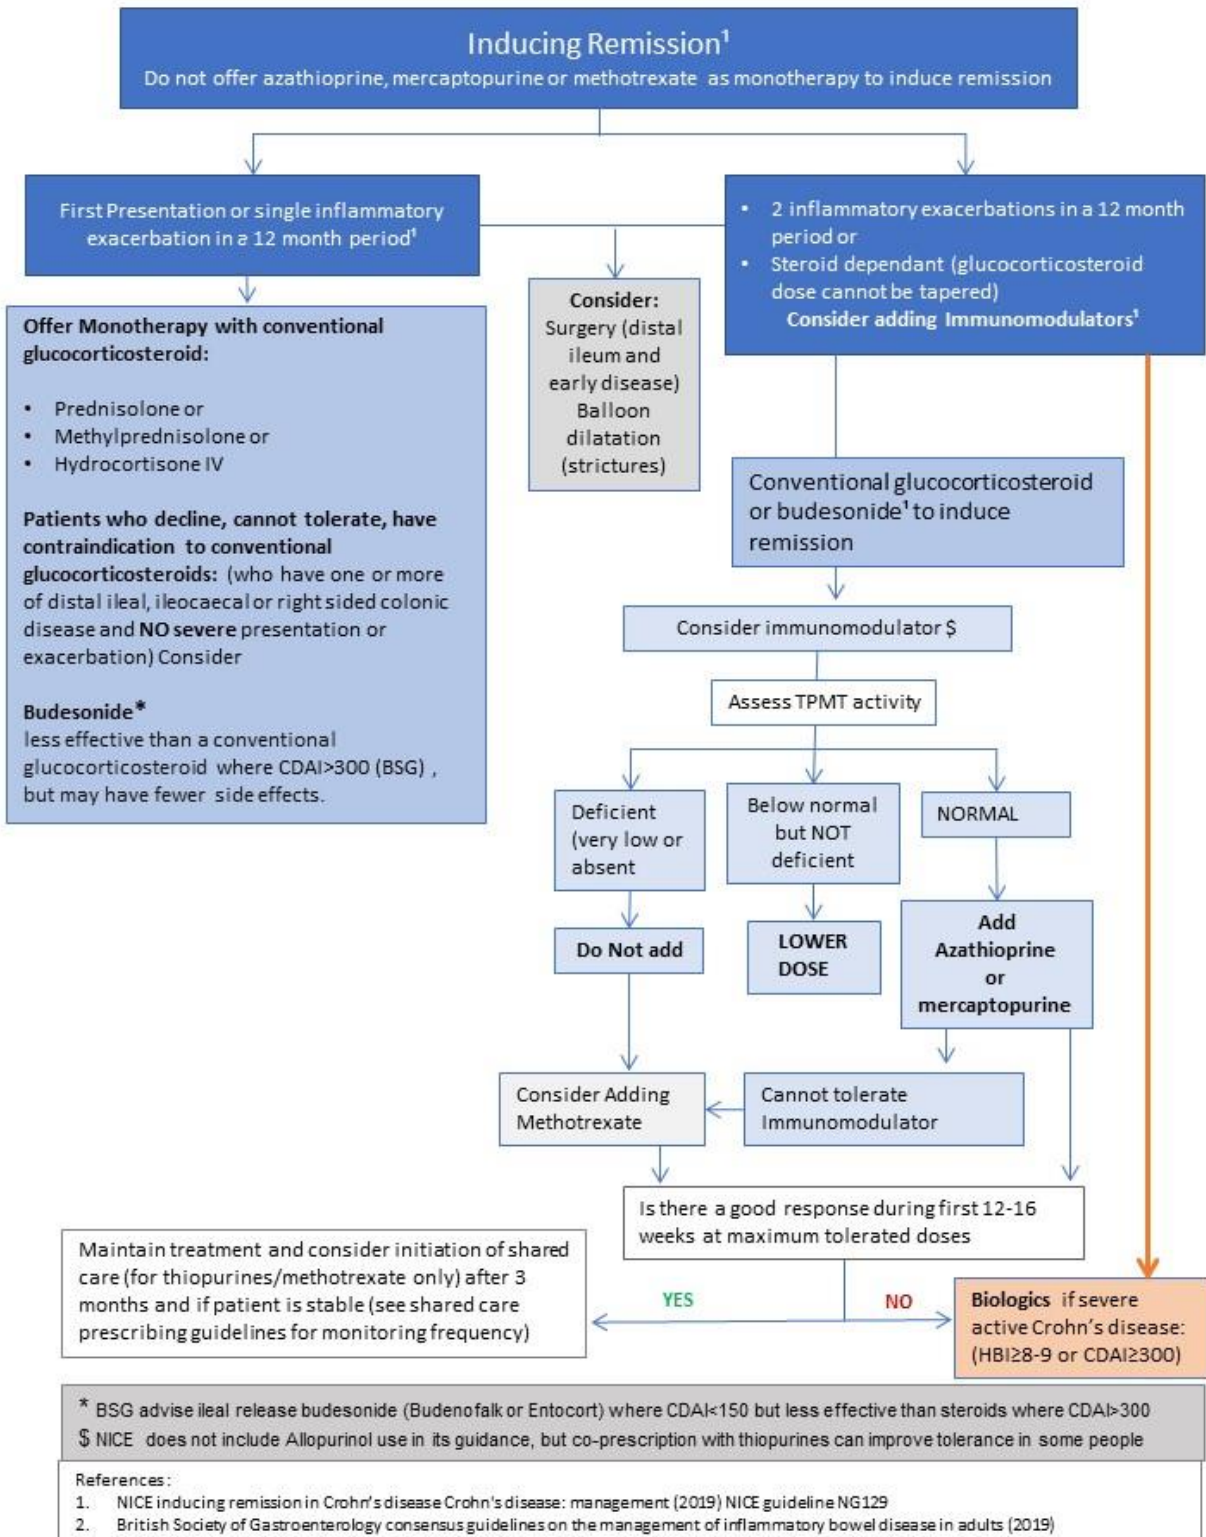 Inducing Remission¹
Do not offer azathioprine, mercaptopurine or methotrexate as monotherapy to induce remission
First Presentation or single inflammatory
exacerbation in a 12 month period¹
• 2 inflammatory exacerbations in a 12 month
period or
• Steroid dependant (glucocorticosteroid
dose cannot be tapered)
Consider adding Immunomodulators¹
Offer Monotherapy with conventional
glucocorticosteroid:
• Prednisolone or
• Methylprednisolone or
• Hydrocortisone IV
Patients who decline, cannot tolerate, have
contraindication to conventional
glucocorticosteroids: (who have one or more
of distal ileal, ileocaecal or right sided colonic
disease and NO severe presentation or
exacerbation) Consider
Budesonide*
less effective than a conventional
glucocorticosteroid where CDAI>300 (BSG) ,
but may have fewer side effects.
Consider:
Surgery (distal
ileum and
early disease)
Balloon
dilatation
(strictures)
Conventional glucocorticosteroid
or budesonide¹ to induce
remission
Consider immunomodulator $
Assess TPMT activity
Deficient
(very low or
absent
Below normal
but NOT
deficient
NORMAL
Do Not add
LOWER
DOSE
Add
Azathioprine
or
mercaptopurine
Consider Adding
Methotrexate
Cannot tolerate
Immunomodulator
Is there a good response during first 12-16
weeks at maximum tolerated doses
Maintain treatment and consider initiation of shared
care (for thiopurines/methotrexate only) after 3
months and if patient is stable (see shared care
prescribing guidelines for monitoring frequency)
YES
NO
Biologics if severe
active Crohn's disease:
(HBI≥8-9 or CDAI≥300)
* BSG advise ileal release budesonide (Budenofalk or Entocort) where CDAI<150 but less effective than steroids where CDAI>300
$ NICE does not include Allopurinol use in its guidance, but co-prescription with thiopurines can improve tolerance in some people
References:
1. NICE inducing remission in Crohn's disease Crohn's disease: management (2019) NICE guideline NG129
2. British Society of Gastroenterology consensus guidelines on the management of inflammatory bowel disease in adults (2019)